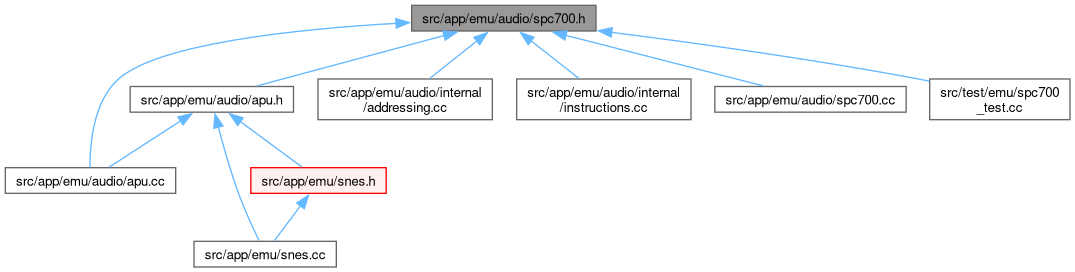 src/app/emu/audio/spc700.h
src/app/emu/audio/apu.h
src/app/emu/audio/internal
/addressing.cc
src/app/emu/audio/internal
/instructions.cc
src/app/emu/audio/spc700.cc
src/test/emu/spc700
_test.cc
src/app/emu/audio/apu.cc
src/app/emu/snes.h
src/app/emu/snes.cc